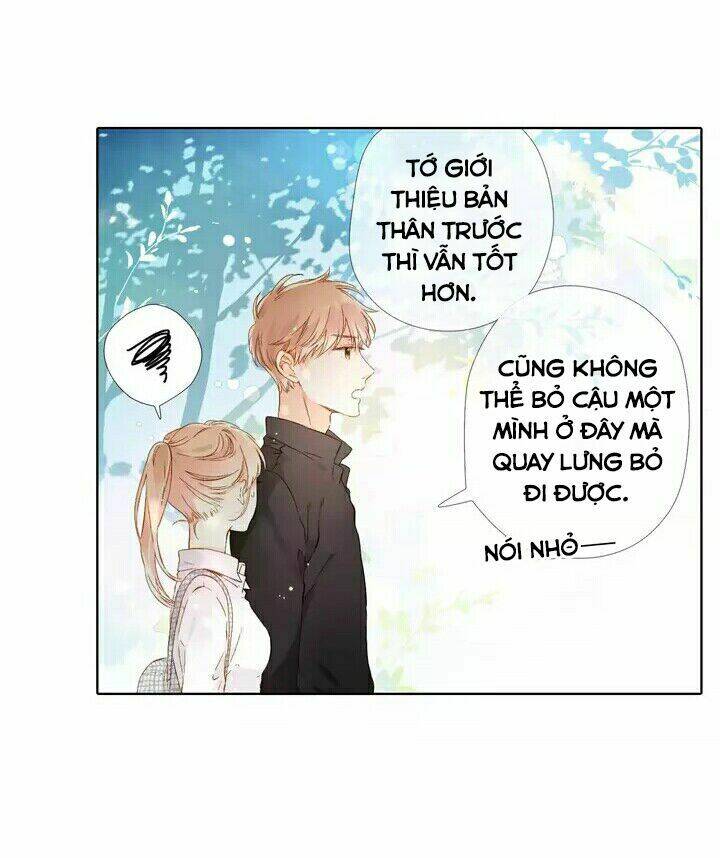 TỚ GIỚI
THIỆU BẢN
THÂN TRƯỚC
THÌ VẪN TỐT
HƠN.
CŨNG KHÔNG
THỂ BỎ CẬU MỘT
MÌNH Ở ĐÂY MÀ
QUAY LƯNG BỎ
ĐI ĐƯỢC.
NÓI NHỎ—